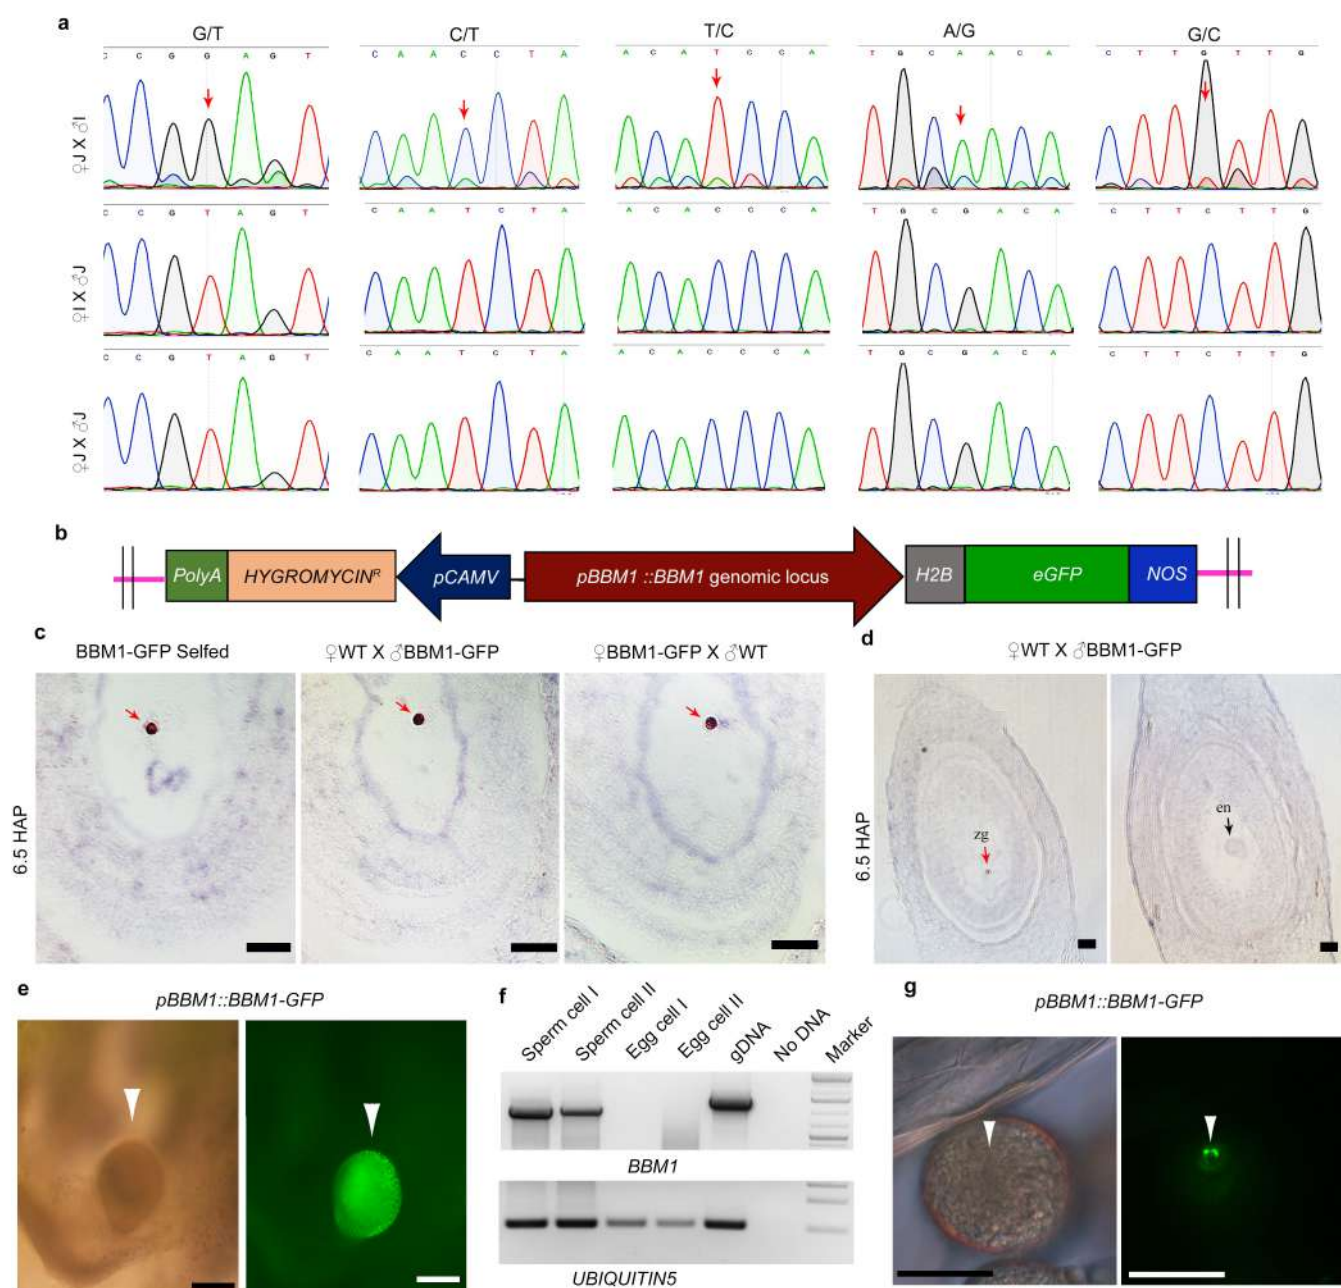 a
G/T C/T T/C A/G G/C
C C G G A G T C A A C C T A A C A T C C A T G C A A C A C T T G T T G
♀J X ♂I
C C G T A G T C A A T C T A A C A C C C A T G C G A C A C T T C T T G
♀I X ♂J
C C G T A G T C A A T C T A A C A C C C A T G C G A C A C T T C T T G
♀J X ♂J
b
PolyA HYGROMYCINᴿ pCAMV pBBM1 ::BBM1 genomic locus H2B eGFP NOS
c
BBM1-GFP Selfed ♀WT X ♂BBM1-GFP ♀BBM1-GFP X ♂WT
6.5 HAP
d
♀WT X ♂BBM1-GFP
6.5 HAP
zg
en
e
pBBM1::BBM1-GFP
f
Sperm cell I
Sperm cell II
Egg cell I
Egg cell II
gDNA
No DNA
Marker
BBM1
UBIQUITIN5
g
pBBM1::BBM1-GFP